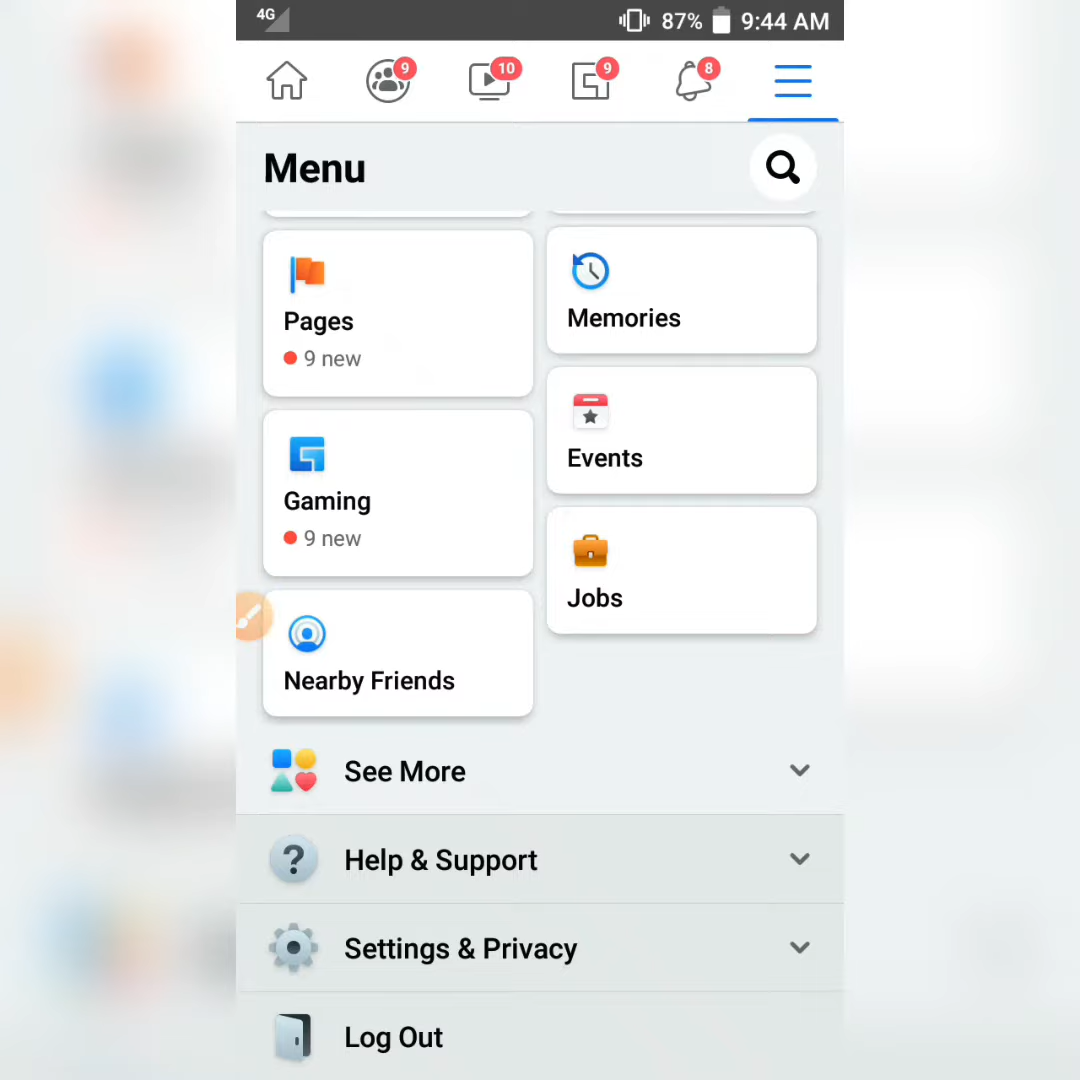 4G 87% 9:44 AM
9 10 9 8
Menu
Pages
9 new
Memories
Gaming
9 new
Events
Jobs
Nearby Friends
See More
? Help & Support
Settings & Privacy
Log Out